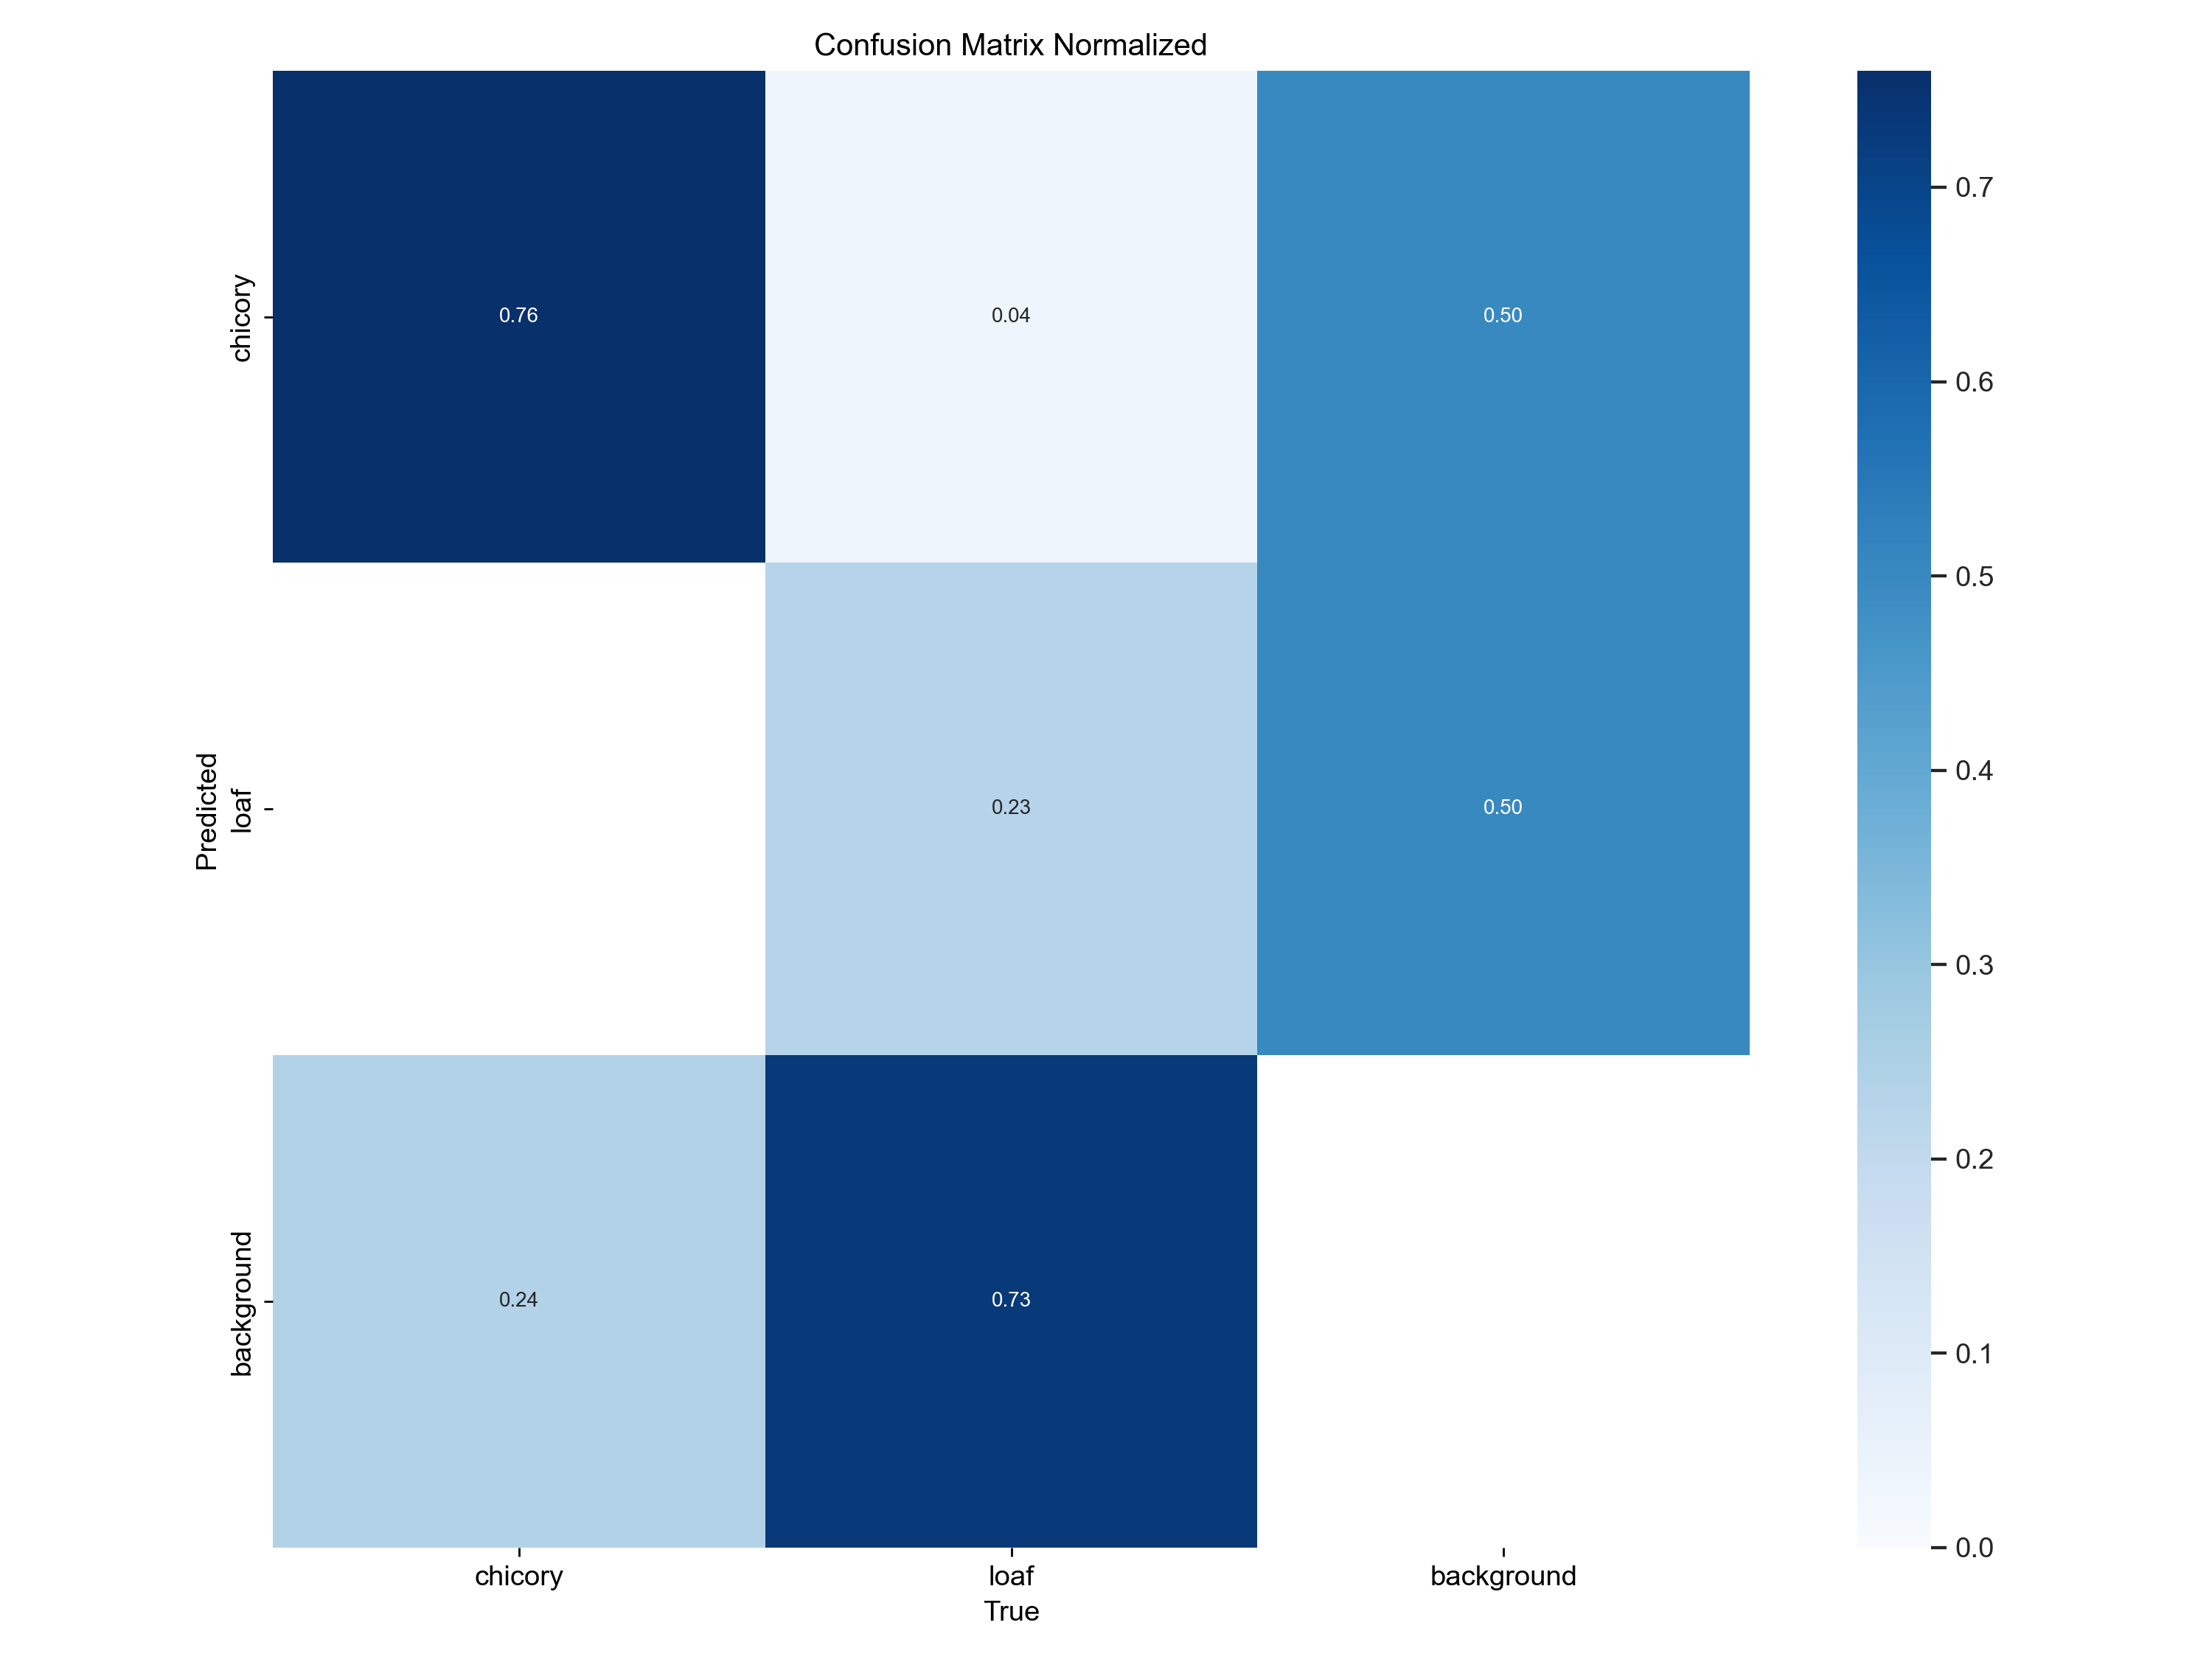 Confusion Matrix Normalized
chicory
0.76
0.04
0.50
loaf
0.23
0.50
Predicted
background
0.24
0.73
chicory
loaf
background
True
0.7
0.6
0.5
0.4
0.3
0.2
0.1
0.0